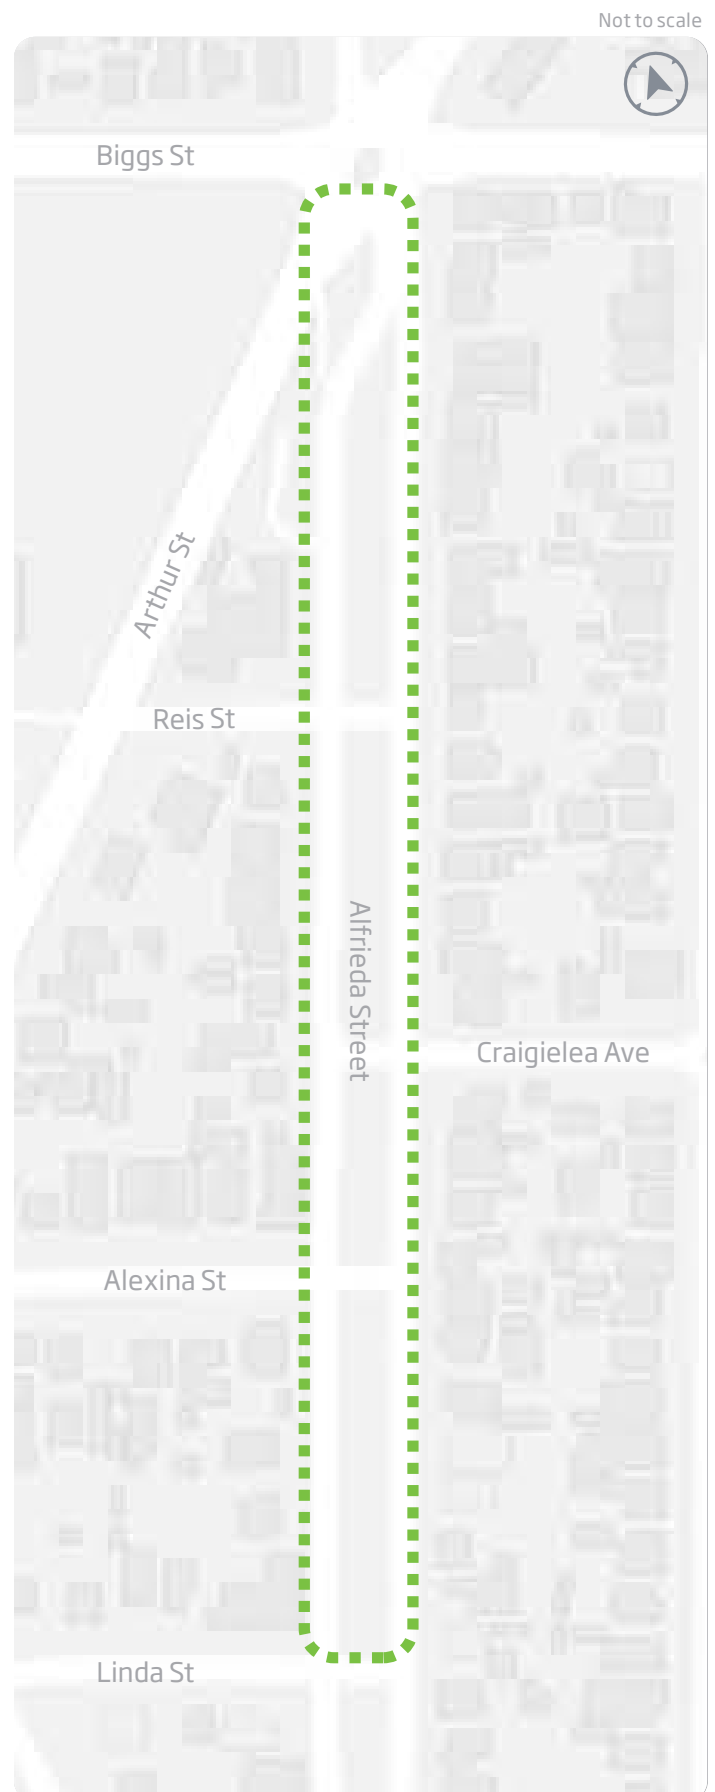 Not to scale
Biggs St
Arthur St
Reis St
Alfrieda Street
Craigielea Ave
Alexina St
Linda St